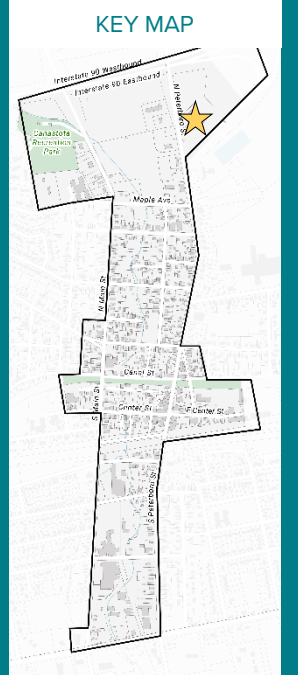 KEY MAP
Interstate 90 Westbound
Interstate 90 Eastbound
N Peterboro St
Canastota
Recreation
Park
Maple Ave
N Main St
Canal St
S Main St
Center St
E Center St
S Peterboro St